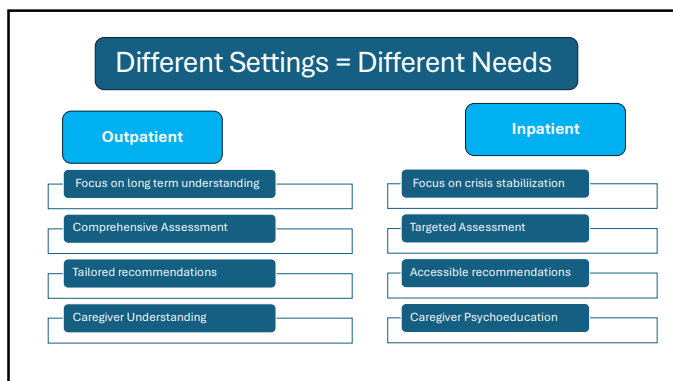 Different Settings = Different Needs
Outpatient
Focus on long term understanding
Comprehensive Assessment
Tailored recommendations
Caregiver Understanding
Inpatient
Focus on crisis stabiliization
Targeted Assessment
Accessible recommendations
Caregiver Psychoeducation